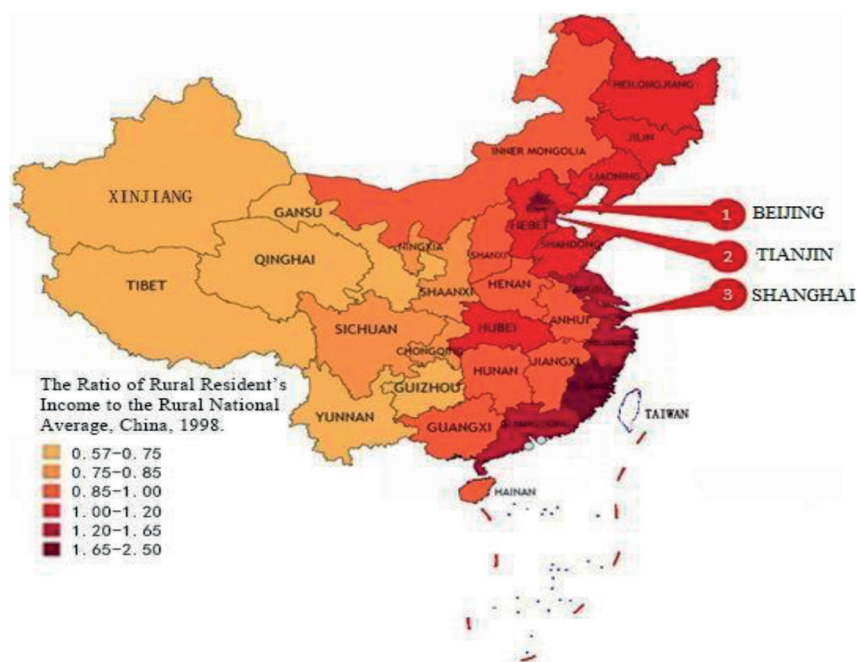 HEILONGJIANG
JILIN
INNER MONGOLIA
LIAONING
XINJIANG
GANSU
1 BEIJING
HEBEI
NINGXIA
SHANXI
SHANDONG
2 TIANJIN
QINGHAI
TIBET
SHAANXI
HENAN
3 SHANGHAI
SICHUAN
HUBEI
ANHUI
CHONGQING
HUNAN
JIANGXI
GUIZHOU
The Ratio of Rural Resident's
Income to the Rural National
Average, China, 1998.
YUNNAN
GUANGXI
TAIWAN
HAINAN
0.57-0.75
0.75-0.85
0.85-1.00
1.00-1.20
1.20-1.65
1.65-2.50